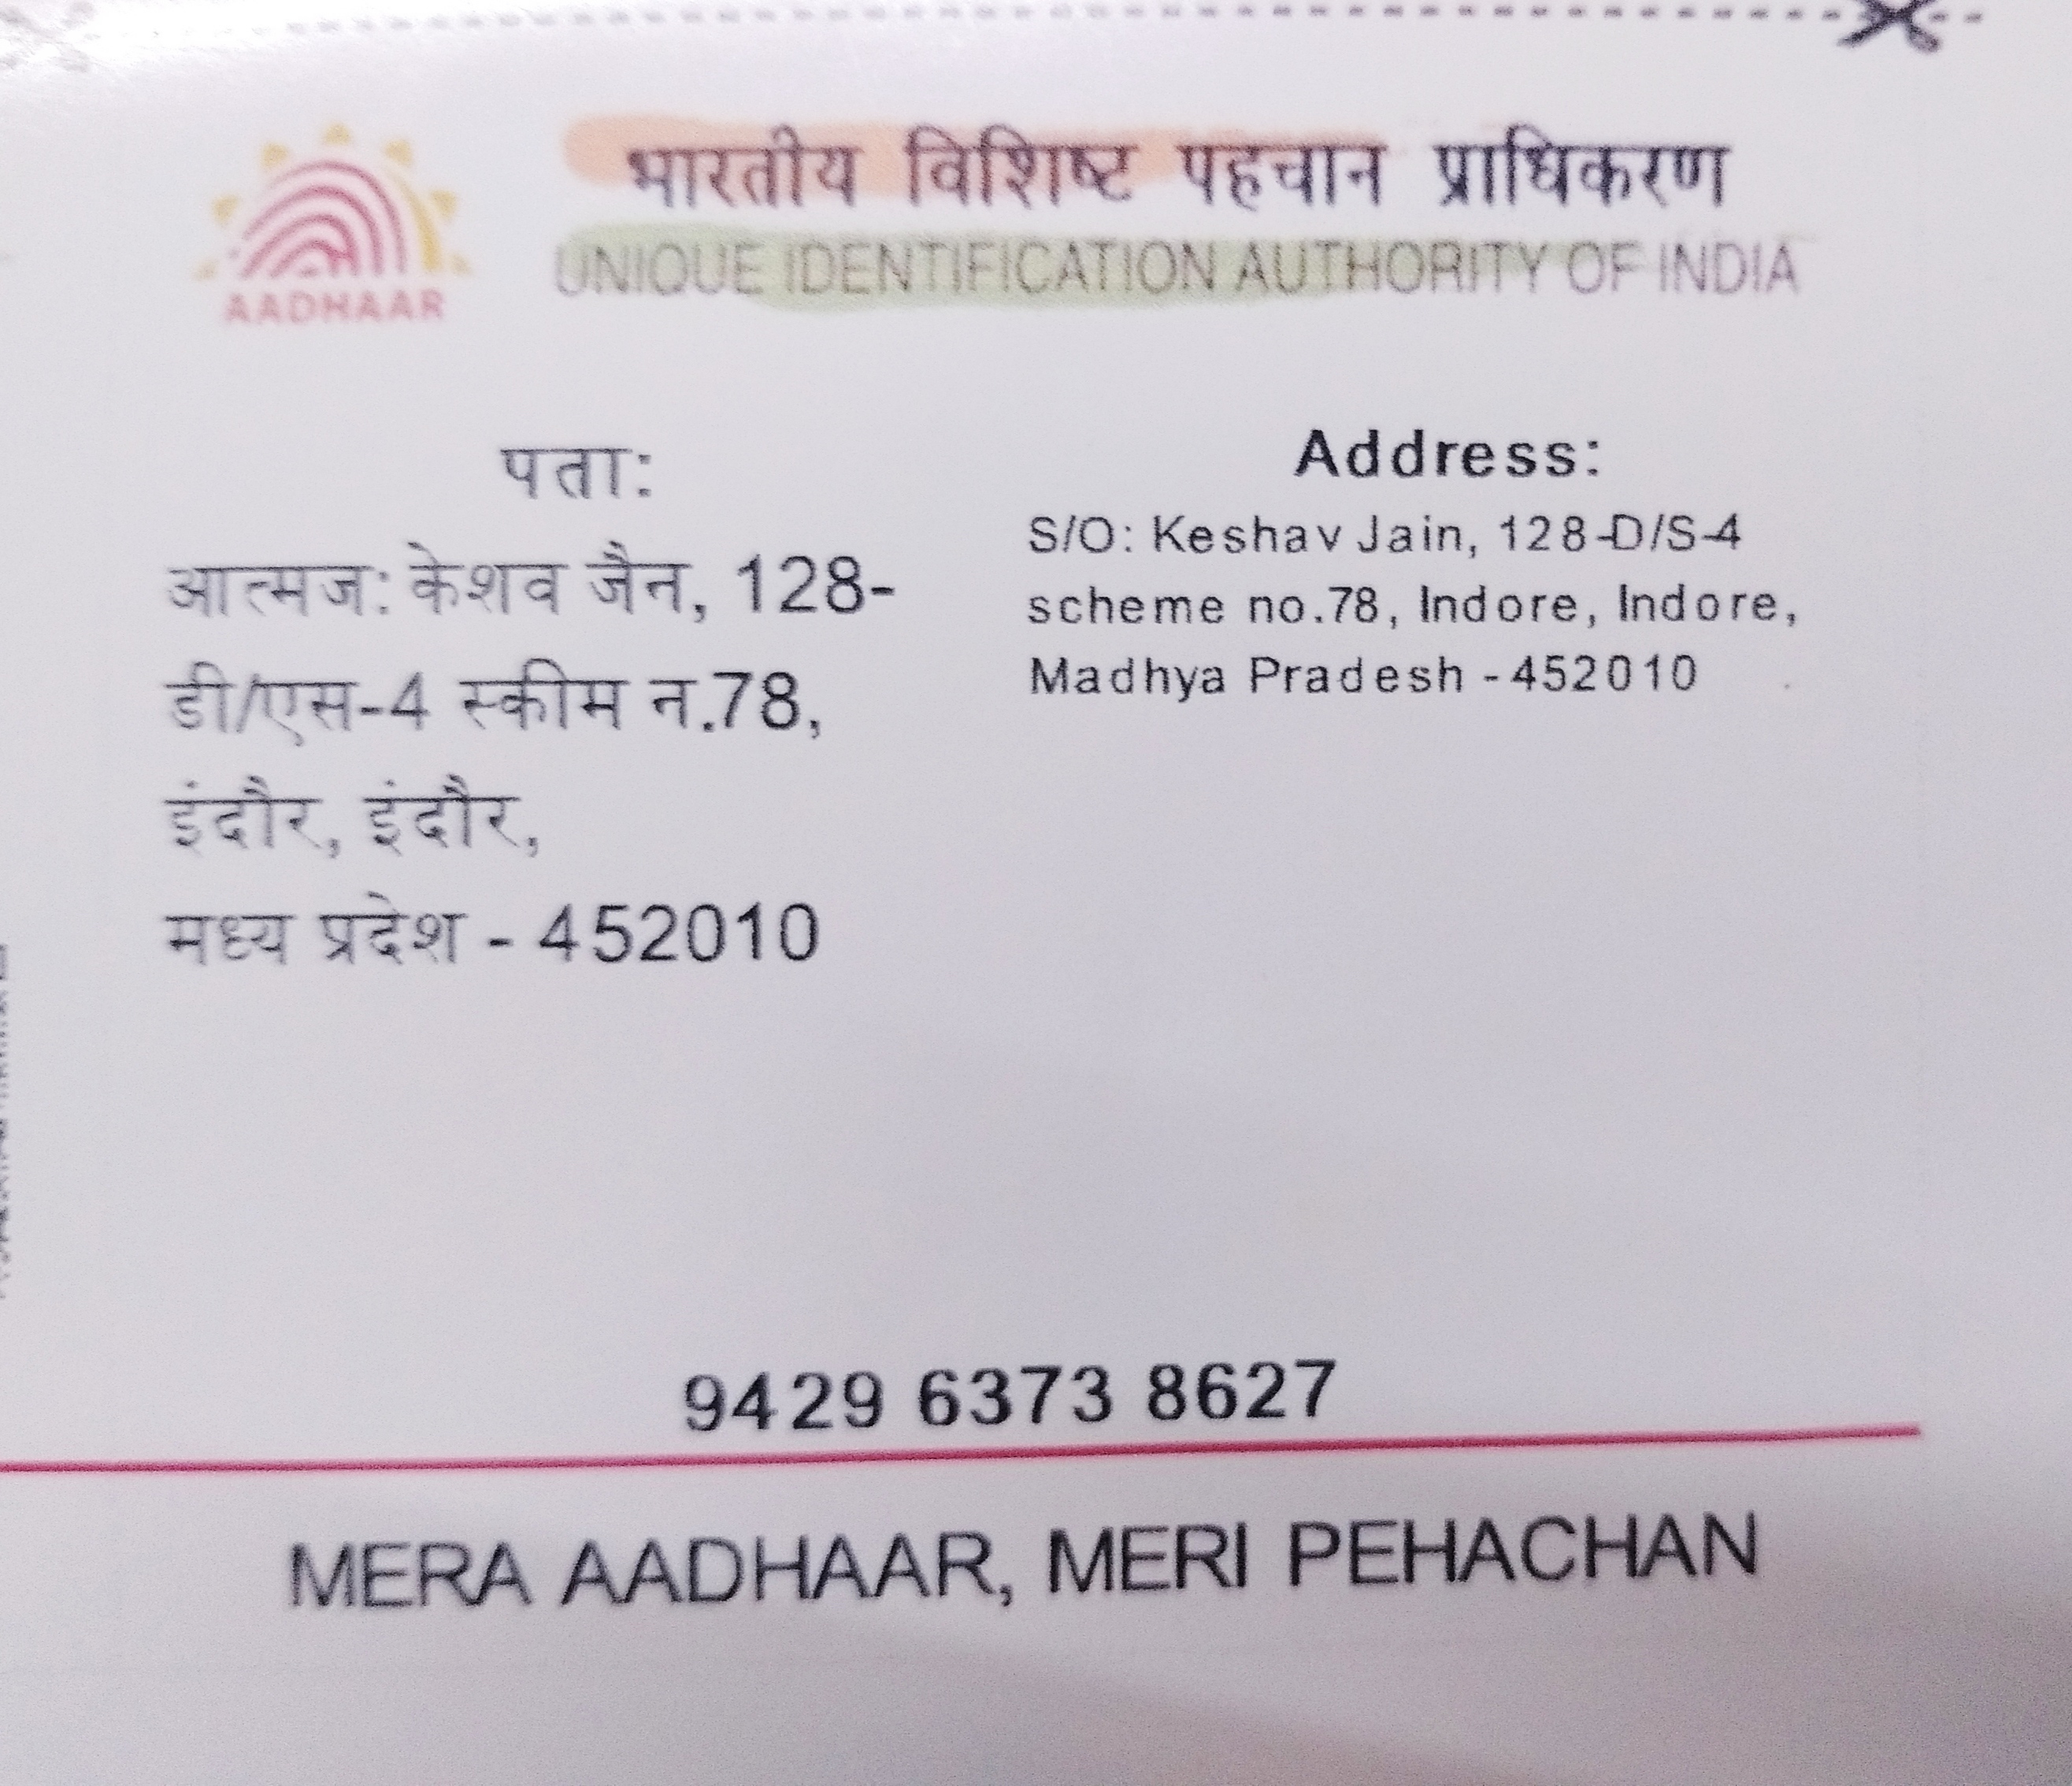 भारतीय विशिष्ट पहचान प्राधिकरण
UNIQUE IDENTIFICATION AUTHORITY OF INDIA
AADHAAR
पता:
आत्मज: केशव जैन, 128-
डी/एस-4 स्कीम न.78,
इंदौर, इंदौर,
मध्य प्रदेश - 452010
Address:
S/O: Keshav Jain, 128-D/S-4
scheme no.78, Indore, Indore,
Madhya Pradesh - 452010
9429 6373 8627
MERA AADHAAR, MERI PEHACHAN